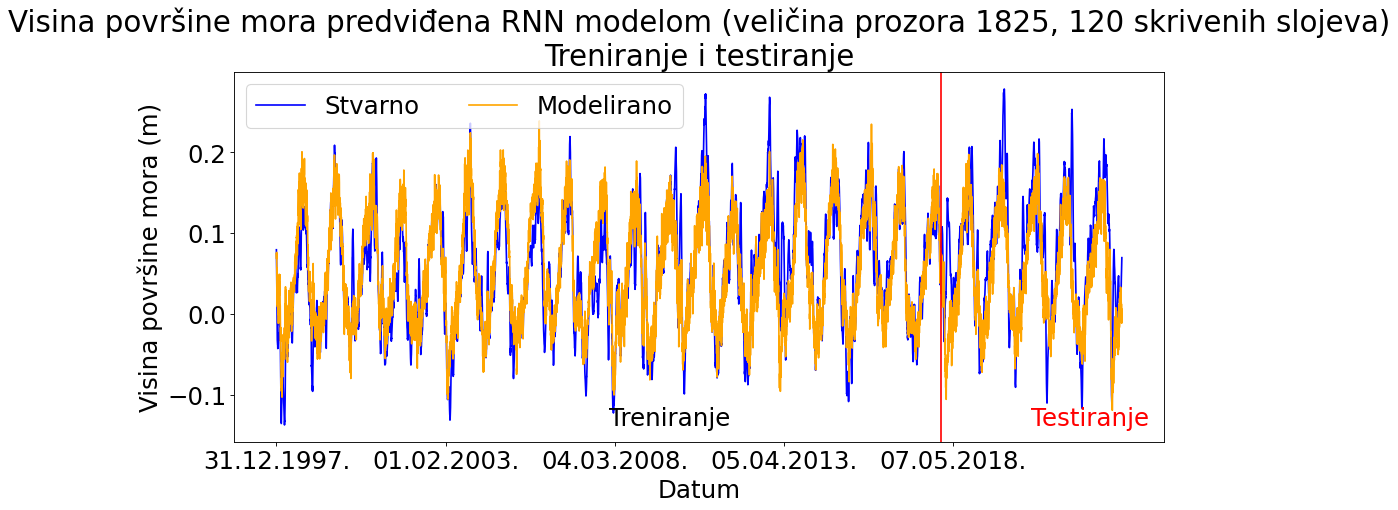 Visina površine mora predviđena RNN modelom (veličina prozora 1825, 120 skrivenih slojeva)
Treniranje i testiranje
Stvarno
Modelirano
Visina površine mora (m)
0.2
0.1
0.0
−0.1
Treniranje
Testiranje
31.12.1997.
01.02.2003.
04.03.2008.
05.04.2013.
07.05.2018.
Datum